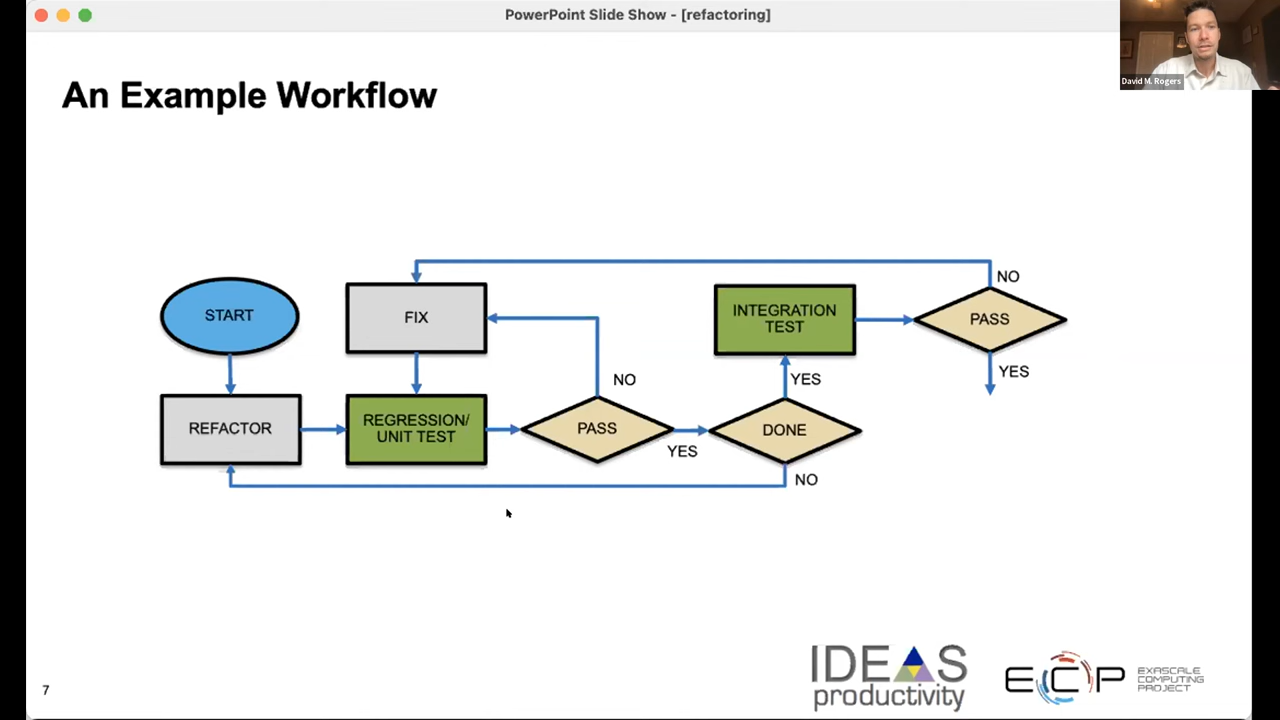 PowerPoint Slide Show - [refactoring]
David M. Rogers
An Example Workflow
START
FIX
INTEGRATION
TEST
PASS
NO
YES
NO
YES
REFACTOR
REGRESSION/
UNIT TEST
PASS
YES
DONE
NO
7
IDEAS
productivity
ECP
EXASCALE
COMPUTING
PROJECT